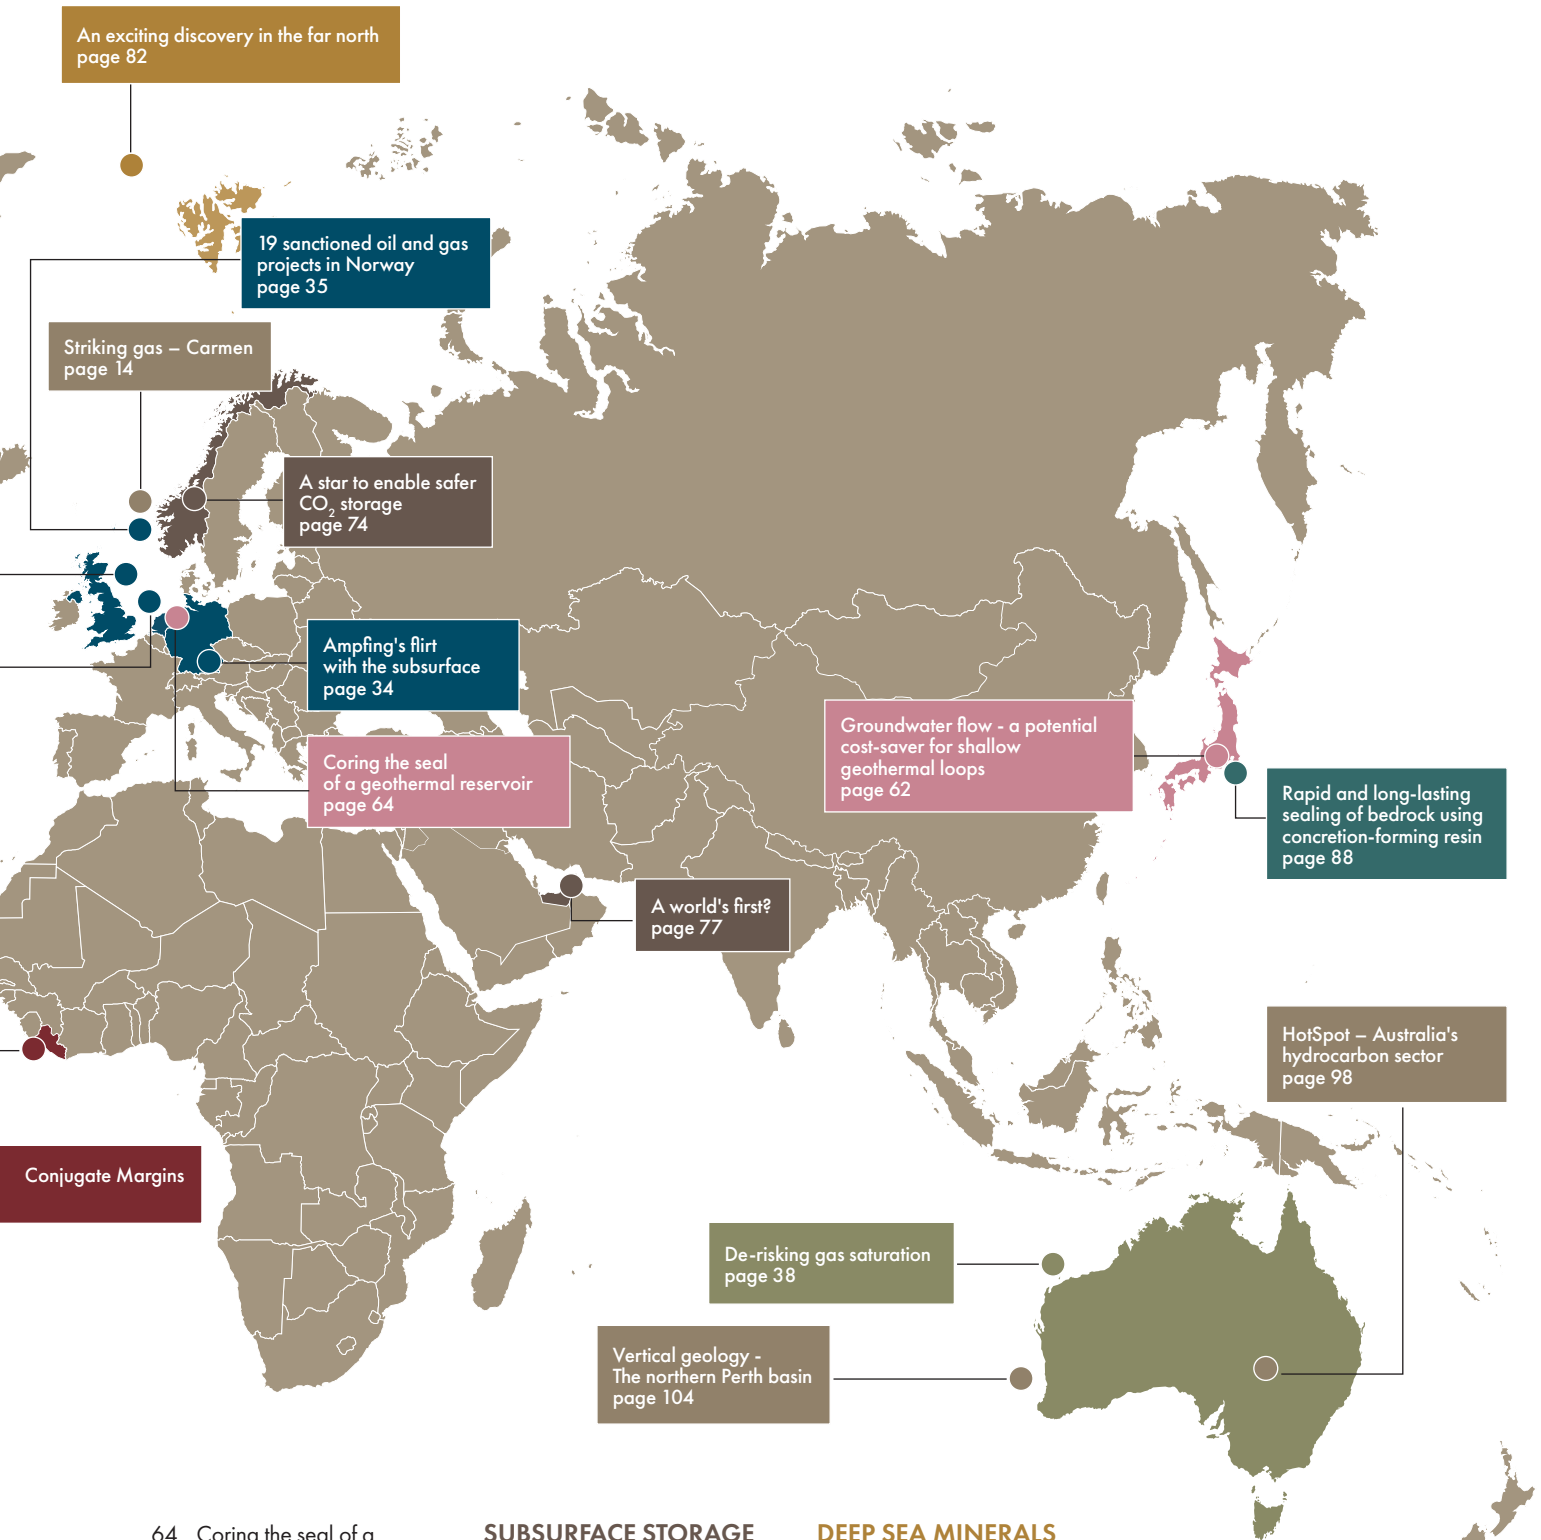 An exciting discovery in the far north
page 82
19 sanctioned oil and gas
projects in Norway
page 35
Striking gas – Carmen
page 14
A star to enable safer
CO2 storage
page 74
Ampfing's flirt
with the subsurface
page 34
Coring the seal
of a geothermal reservoir
page 64
Groundwater flow - a potential
cost-saver for shallow
geothermal loops
page 62
Rapid and long-lasting
sealing of bedrock using
concretion-forming resin
page 88
A world's first?
page 77
HotSpot – Australia's
hydrocarbon sector
page 98
Conjugate Margins
De-risking gas saturation
page 38
Vertical geology -
The northern Perth basin
page 104
64 Coring the seal of a
SUBSURFACE STORAGE
DEEP SEA MINERALS